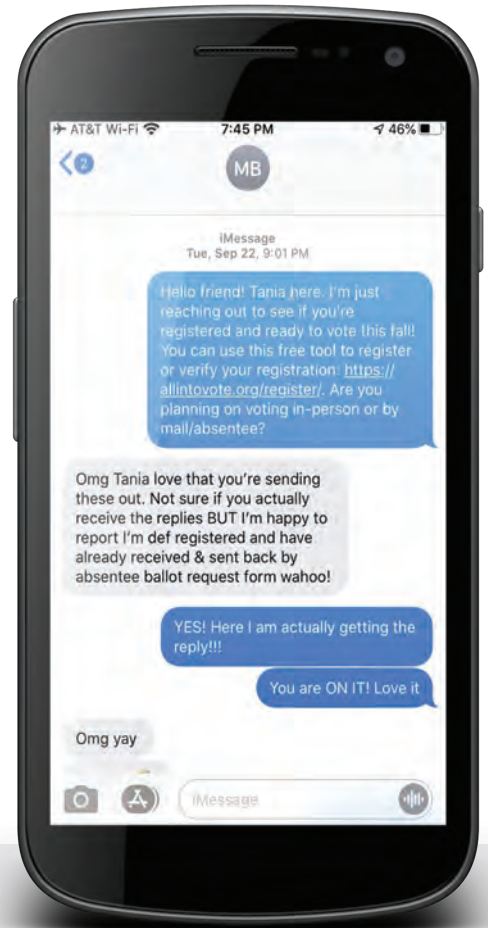 AT&T Wi-Fi 7:45 PM 46%
2
MB
iMessage
Tue, Sep 22, 9:01 PM
Hello friend! Tania here. I'm just
reaching out to see if you're
registered and ready to vote this fall!
You can use this free tool to register
or verify your registration: https://
allintovote.org/register/. Are you
planning on voting in-person or by
mail/absentee?
Omg Tania love that you're sending
these out. Not sure if you actually
receive the replies BUT I'm happy to
report I'm def registered and have
already received & sent back by
absentee ballot request form wahoo!
YES! Here I am actually getting the
reply!!!
You are ON IT! Love it
Omg yay
iMessage